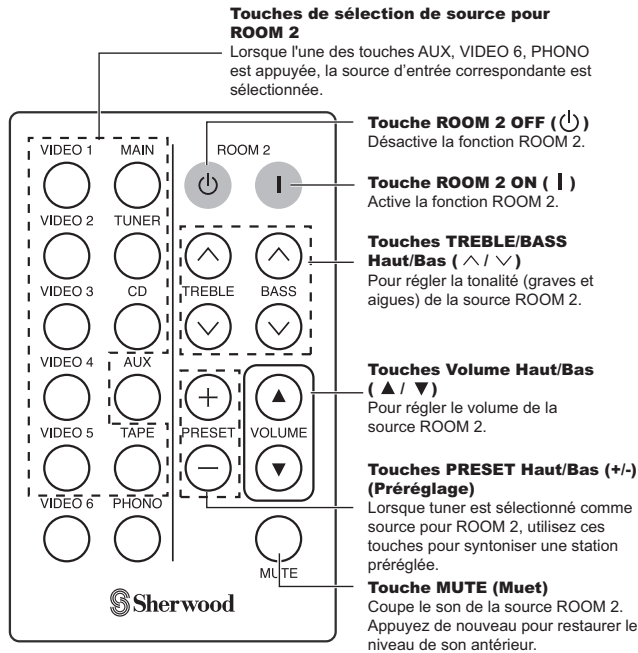 Touches de sélection de source pour
ROOM 2
Lorsque l'une des touches AUX, VIDEO 6, PHONO
est appuyée, la source d’entrée correspondante est
sélectionnée.
VIDEO 1 MAIN ROOM 2
VIDEO 2 TUNER
VIDEO 3 CD TREBLE BASS
VIDEO 4 AUX
VIDEO 5 TAPE PRESET VOLUME
VIDEO 6 PHONO
MUTE
Sherwood
Touche ROOM 2 OFF (⏻)
Désactive la fonction ROOM 2.
Touche ROOM 2 ON ( I )
Active la fonction ROOM 2.
Touches TREBLE/BASS
Haut/Bas ( ∧ / ∨ )
Pour régler la tonalité (graves et
aigues) de la source ROOM 2.
Touches Volume Haut/Bas
( ▲ / ▼ )
Pour régler le volume de la
source ROOM 2.
Touches PRESET Haut/Bas (+/-)
(Préréglage)
Lorsque tuner est sélectionné comme
source pour ROOM 2, utilisez ces
touches pour syntoniser une station
préréglée.
Touche MUTE (Muet)
Coupe le son de la source ROOM 2.
Appuyez de nouveau pour restaurer le
niveau de son antérieur.